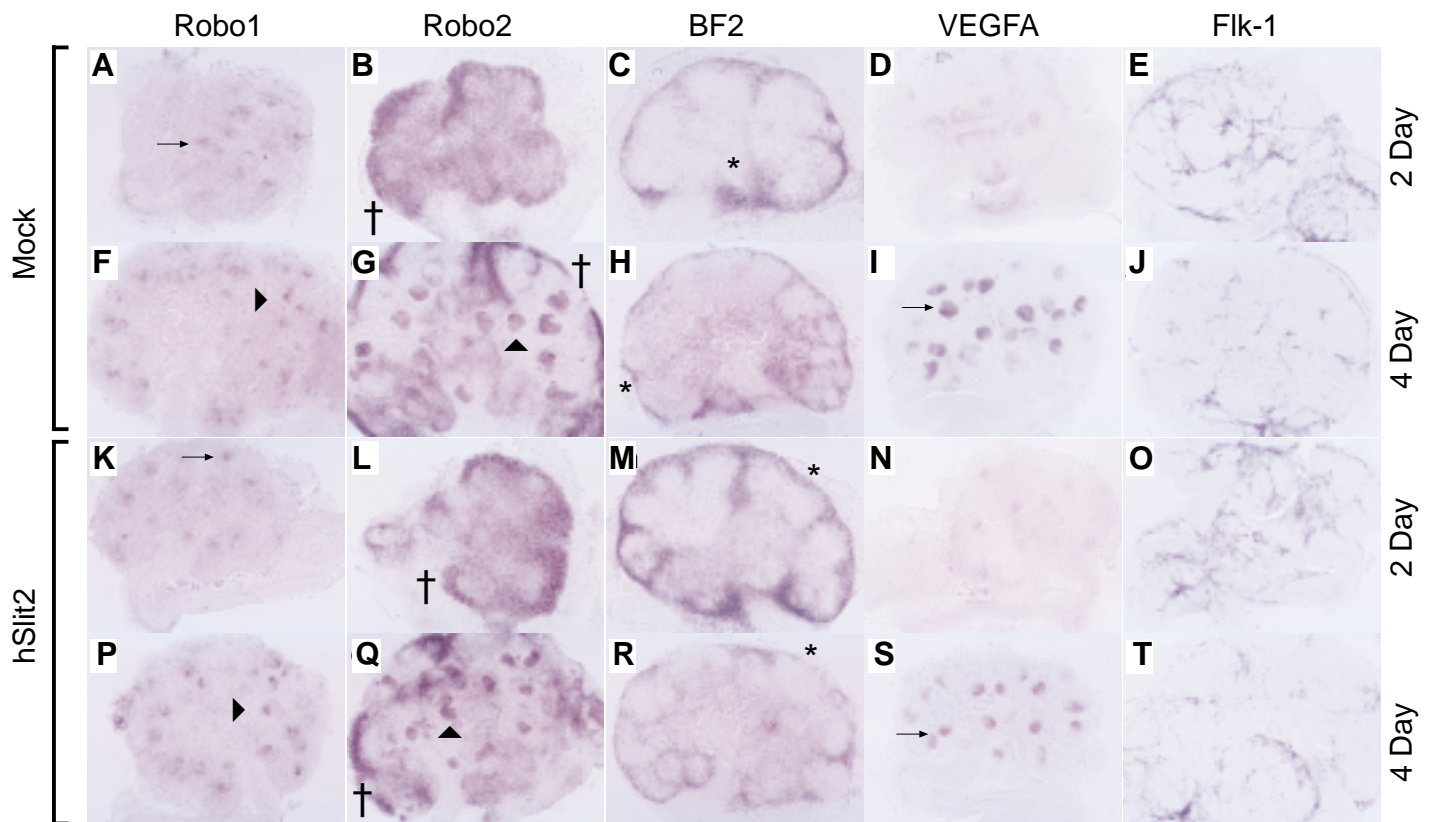 Robo1 Robo2 BF2 VEGFA Flk-1
A B C D E
* †
2 Day
Mock
F G H I J
† *
4 Day
K L M N O
† *
2 Day
hSlit2
P Q R S T
† *
4 Day